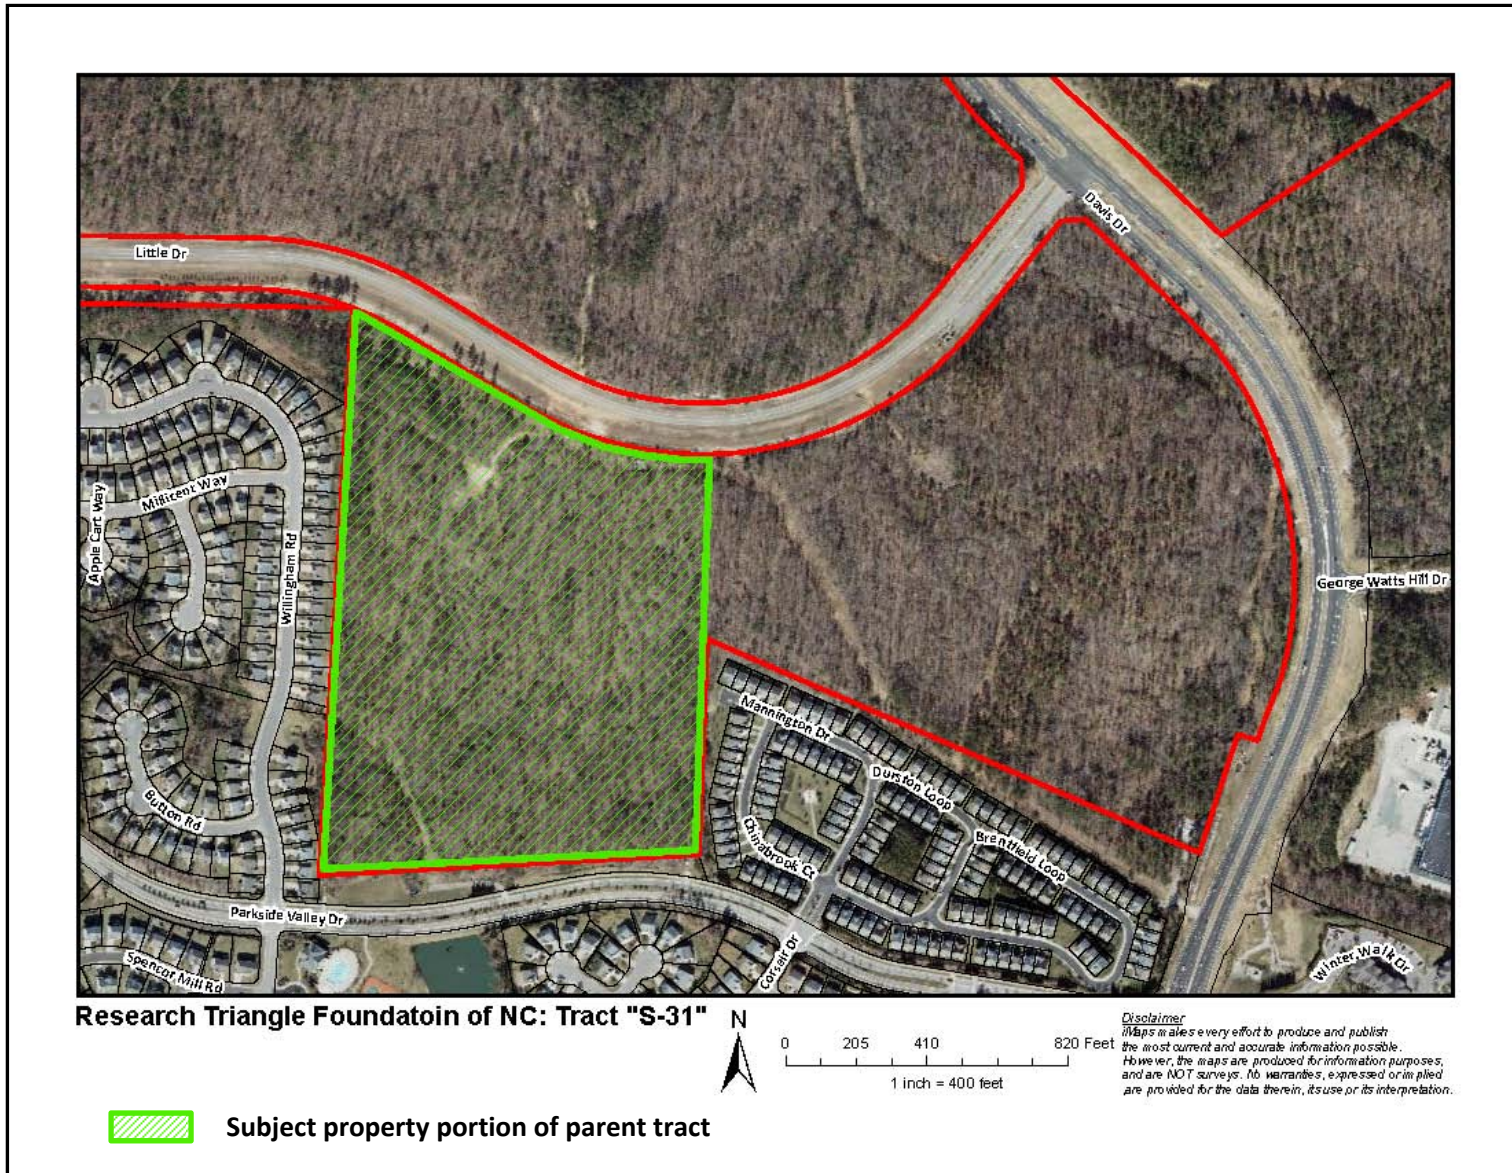 Davis Dr
Little Dr
Millicent Way
Apple Cart Way
Willingham Rd
George Watts Hill Dr
Mannington Dr
Durston Loop
Button Rd
Chinabrook Ct
Brentfield Loop
Parkside Valley Dr
Spencer Mill Rd
Corsair Dr
Winter Walk Dr
Research Triangle Foundatoin of NC: Tract "S-31"
N
0 205 410 820 Feet
1 inch = 400 feet
Disclaimer
iMaps makes every effort to produce and publish
the most current and accurate information possible.
However, the maps are produced for information purposes,
and are NOT surveys. No warranties, expressed or implied
,are provided for the data therein, its use,or its interpretation.
Subject property portion of parent tract